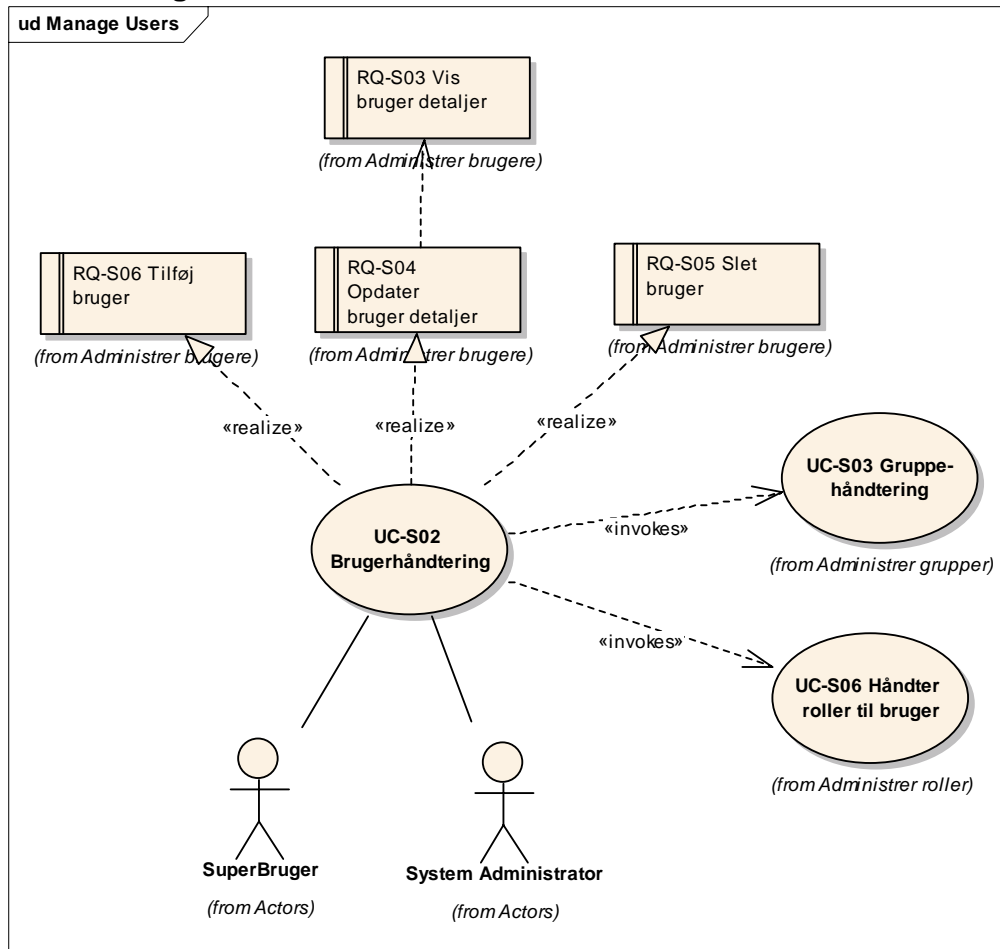 ud Manage Users
RQ-S03 Vis
bruger detaljer
(from Administrer brugere)
RQ-S06 Tilføj
bruger
(from Administrer brugere)
RQ-S04
Opdater
bruger detaljer
(from Administrer brugere)
RQ-S05 Slet
bruger
(from Administrer brugere)
«realize»
«realize»
«realize»
UC-S03 Gruppe-
håndtering
(from Administrer grupper)
«invokes»
UC-S02
Brugerhåndtering
«invokes»
UC-S06 Håndter
roller til bruger
(from Administrer roller)
SuperBruger
(from Actors)
System Administrator
(from Actors)